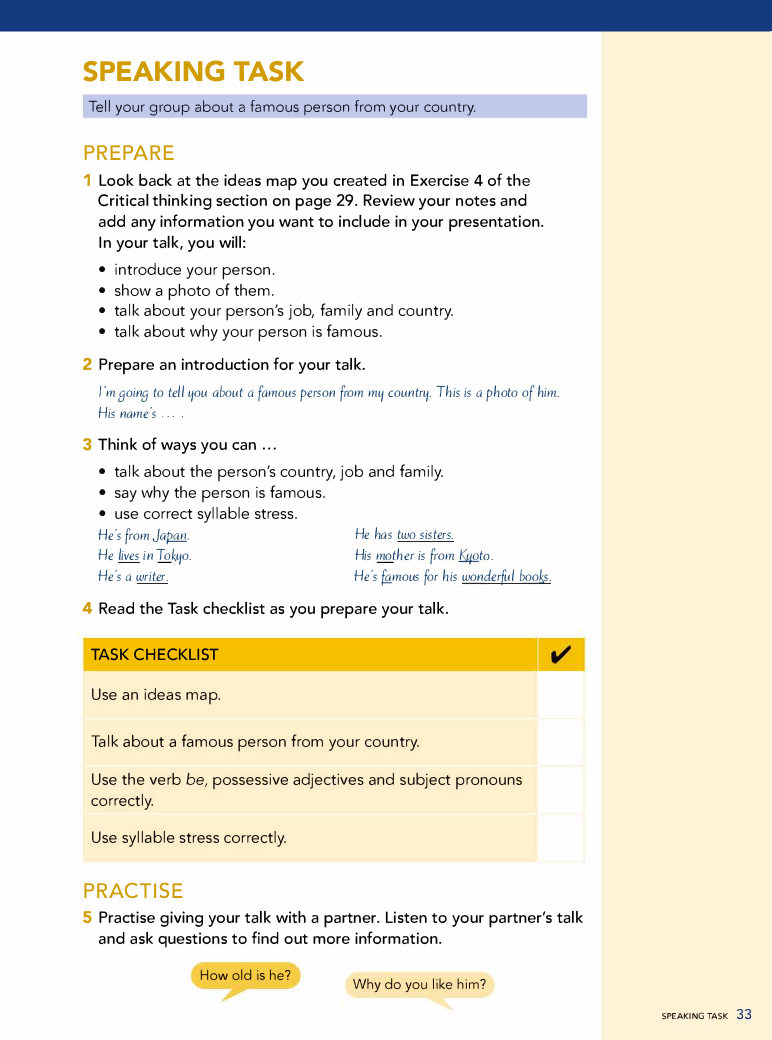 SPEAKING TASK
Tell your group about a famous person from your country.
PREPARE
1 Look back at the ideas map you created in Exercise 4 of the
Critical thinking section on page 29. Review your notes and
add any information you want to include in your presentation.
In your talk, you will:
• introduce your person.
• show a photo of them.
• talk about your person's job, family and country.
• talk about why your person is famous.
2 Prepare an introduction for your talk.
I'm going to tell you about a famous person from my country. This is a photo of him.
His name's … .
3 Think of ways you can …
• talk about the person's country, job and family.
• say why the person is famous.
• use correct syllable stress.
He's from Japan.
He lives in Tokyo.
He's a writer.
He has two sisters.
His mother is from Kyoto.
He's famous for his wonderful books.
4 Read the Task checklist as you prepare your talk.
TASK CHECKLIST ✔
Use an ideas map.
Talk about a famous person from your country.
Use the verb be, possessive adjectives and subject pronouns
correctly.
Use syllable stress correctly.
PRACTISE
5 Practise giving your talk with a partner. Listen to your partner's talk
and ask questions to find out more information.
How old is he?
Why do you like him?
SPEAKING TASK 33